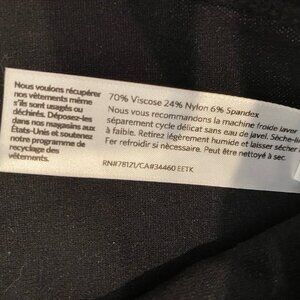 Nous voulons récupérer
nos vêtements même
s'ils sont usagés ou
déchirés. Déposez-les
dans nos magasins aux
États-Unis et soutenez
notre programme de
recyclage des
vêtements.
70% Viscose 24% Nylon 6% Spandex
Nous recommandons la machine froide laver
séparement cycle délicat sans eau de javel. Sèche-li
à faible. Retirez légèrement humide et laisser sécher
Fer refroidir si nécessaire. Peut être nettoyé à sec.
RN#78121/CA#34460 EETK